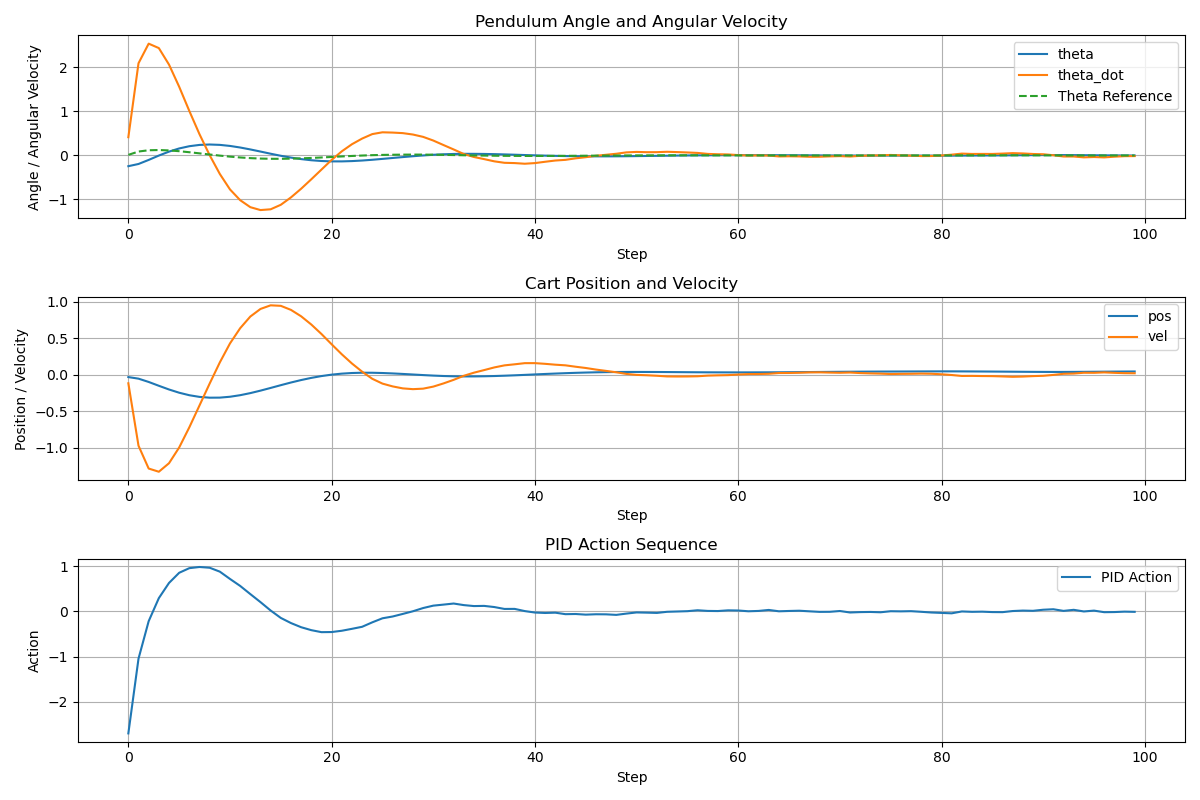 Pendulum Angle and Angular Velocity
Angle / Angular Velocity
2
1
0
−1
theta
theta_dot
Theta Reference
0 20 40 60 80 100
Step
Cart Position and Velocity
Position / Velocity
1.0
0.5
0.0
−0.5
−1.0
pos
vel
0 20 40 60 80 100
Step
PID Action Sequence
Action
1
0
−1
−2
PID Action
0 20 40 60 80 100
Step